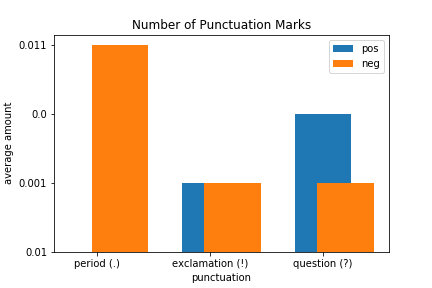 Number of Punctuation Marks
pos
neg
average amount
0.011
0.0
0.001
0.01
period (.)
exclamation (!)
question (?)
punctuation